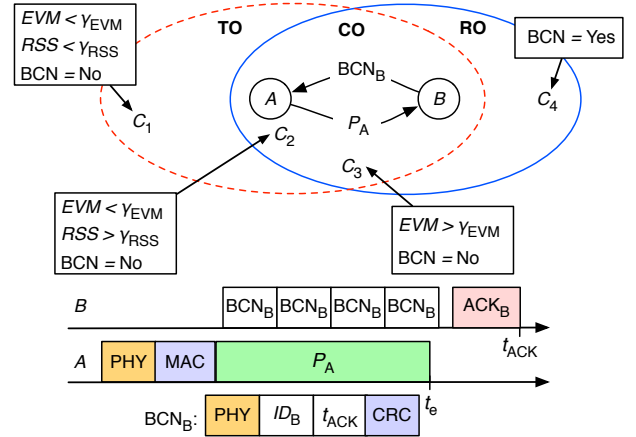 EVM < γEVM
RSS < γRSS
BCN = No
TO
CO
RO
BCN = Yes
A
BCNB
B
PA
C1
C2
C3
C4
EVM < γEVM
RSS > γRSS
BCN = No
EVM > γEVM
BCN = No
B
BCNB BCNB BCNB BCNB ACKB
tACK
A
PHY MAC PA
te
BCNB: PHY IDB tACK CRC